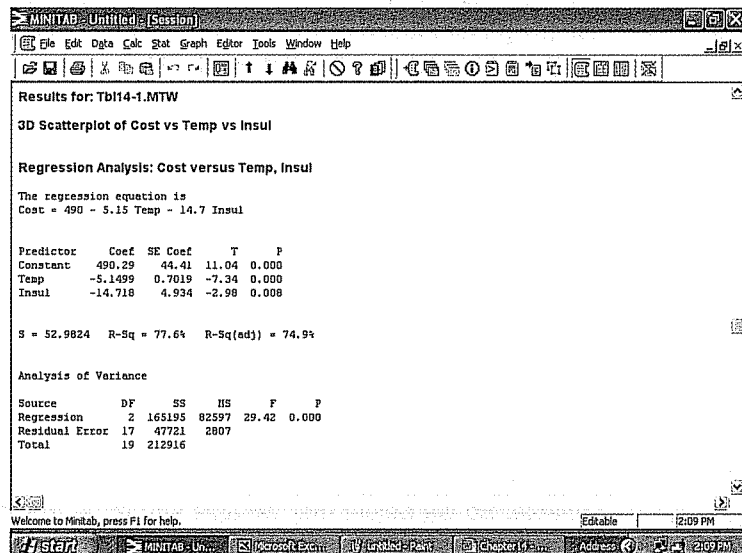 MINITAB - Untitled - [Session]
File Edit Data Calc Stat Graph Editor Tools Window Help
Results for: Tbl14-1.MTW
3D Scatterplot of Cost vs Temp vs Insul
Regression Analysis: Cost versus Temp, Insul
The regression equation is
Cost = 490 - 5.15 Temp - 14.7 Insul
Predictor Coef SE Coef T P
Constant 490.29 44.41 11.04 0.000
Temp -5.1499 0.7019 -7.34 0.000
Insul -14.718 4.934 -2.98 0.008
S = 52.9824 R-Sq = 77.6% R-Sq(adj) = 74.9%
Analysis of Variance
Source DF SS MS F P
Regression 2 165195 82597 29.42 0.000
Residual Error 17 47721 2807
Total 19 212916
Welcome to Minitab, press F1 for help. Editable 2:09 PM
start MINITAB - Un... Microsoft Exc... untitled - Paint Chapter 14 - Address 2:09 PM